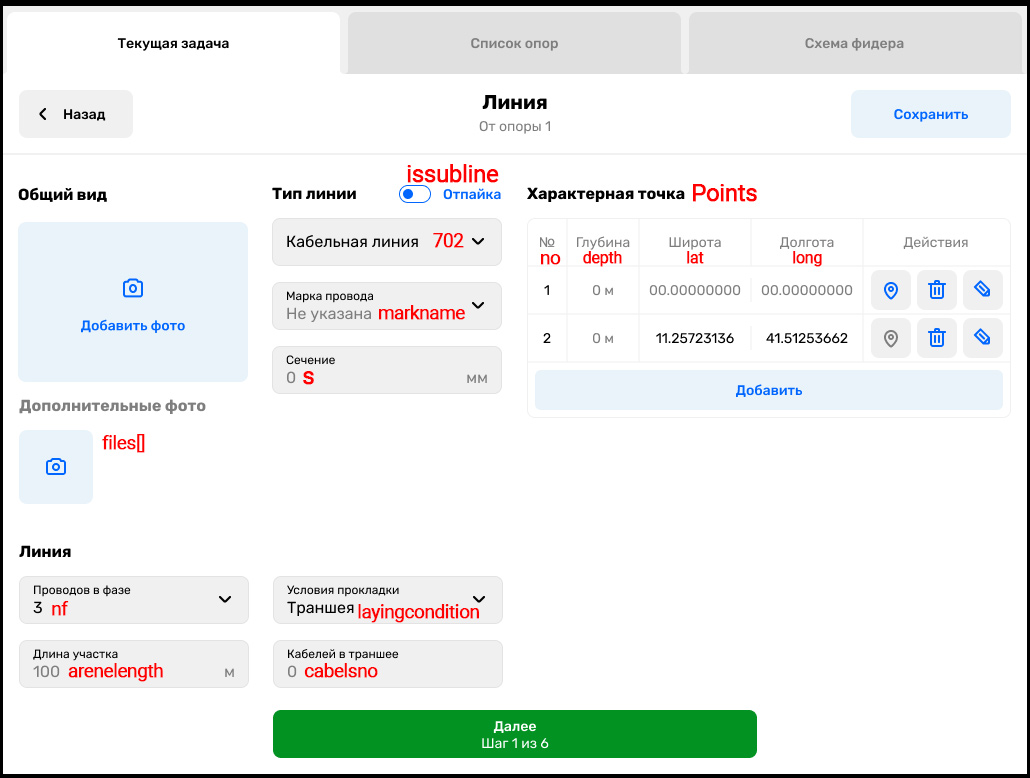 Текущая задача
Список опор
Схема фидера
Назад
Линия
От опоры 1
Сохранить
Общий вид
Добавить фото
Дополнительные фото
files[]
issubline
Тип линии Отпайка
Кабельная линия 702
Марка провода
Не указана markname
Сечение
0 S мм
Характерная точка Points
№ Глубина Широта Долгота Действия
no depth lat long
1 0 м 00.00000000 00.00000000
2 0 м 11.25723136 41.51253662
Добавить
Линия
Проводов в фазе
3 nf
Условия прокладки
Траншея layingcondition
Длина участка
100 arenelength м
Кабелей в траншее
0 cabelsno
Далее
Шаг 1 из 6